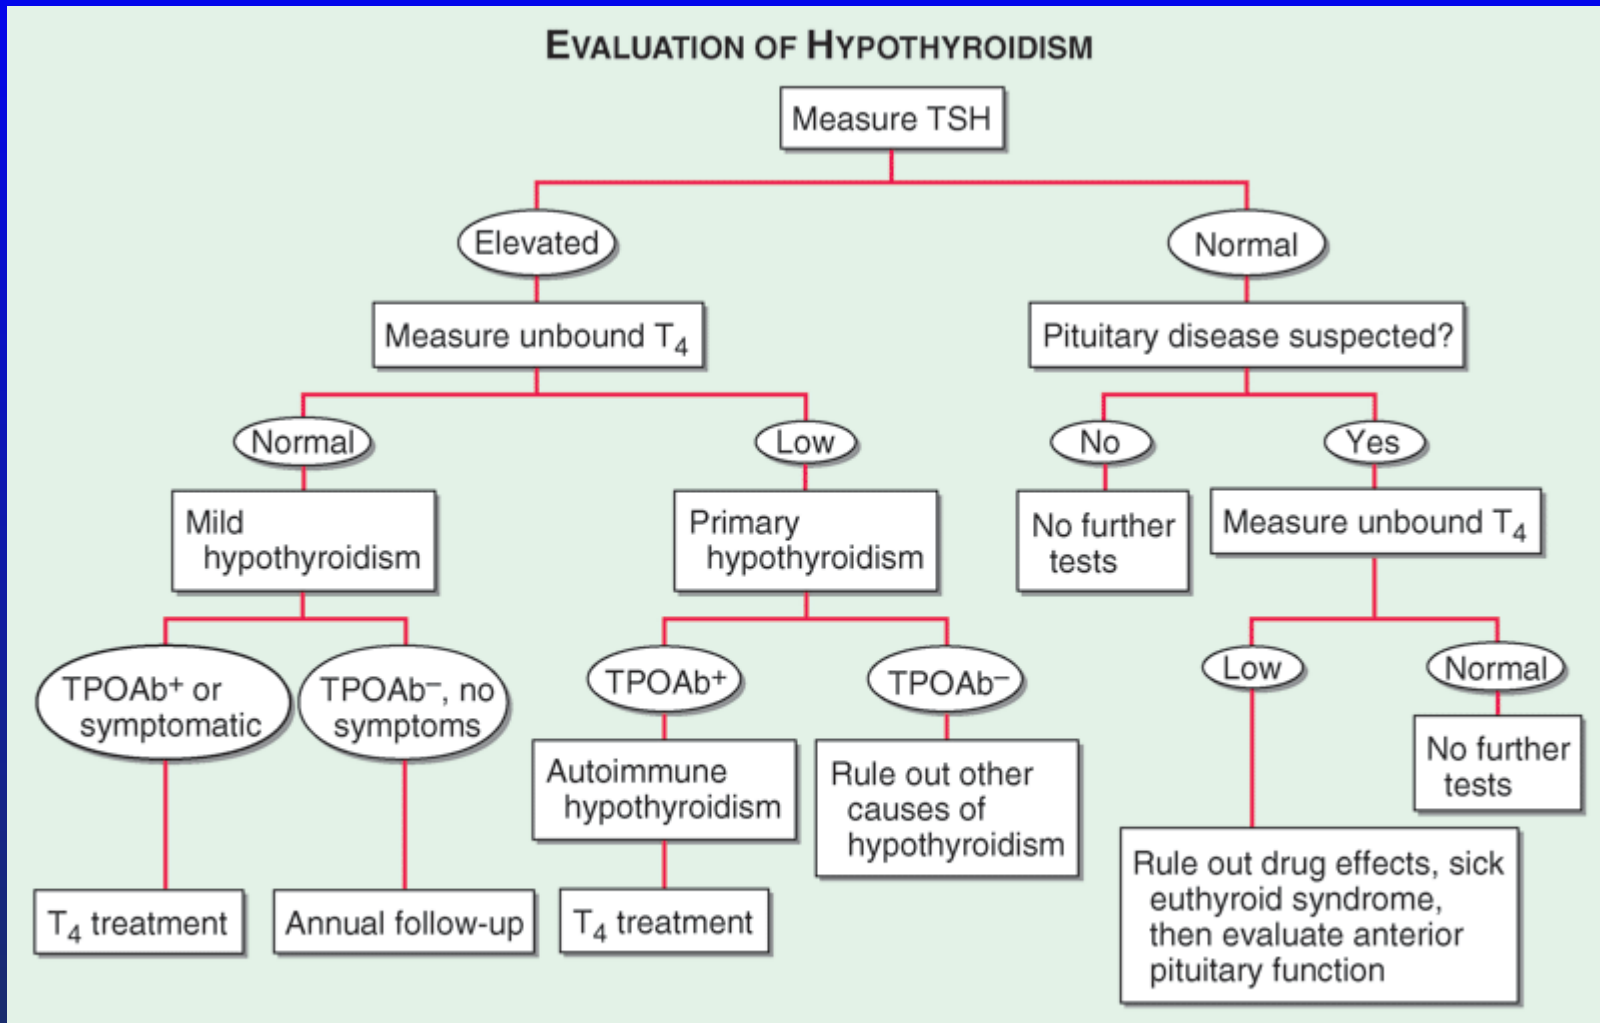 EVALUATION OF HYPOTHYROIDISM
Measure TSH
Elevated
Normal
Measure unbound T4
Pituitary disease suspected?
Normal
Low
No
Yes
Mild
hypothyroidism
Primary
hypothyroidism
No further
tests
Measure unbound T4
TPOAb+ or
symptomatic
TPOAb–, no
symptoms
TPOAb+
TPOAb–
Low
Normal
Autoimmune
hypothyroidism
Rule out other
causes of
hypothyroidism
No further
tests
T4 treatment
Annual follow-up
T4 treatment
Rule out drug effects, sick
euthyroid syndrome,
then evaluate anterior
pituitary function